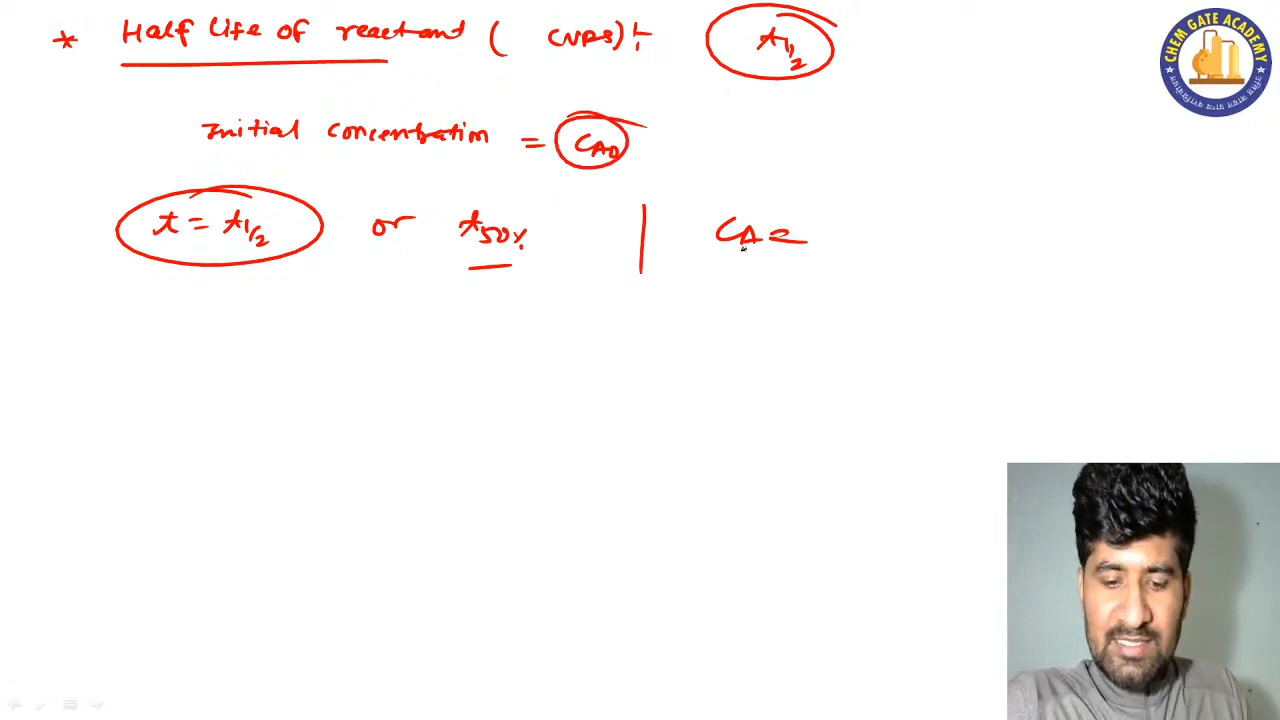 * Half life of reactant ( CVRS):- t1/2
CHEM GATE ACADEMY
Initial concentration = CA0
t = t1/2 or t50% | CA =